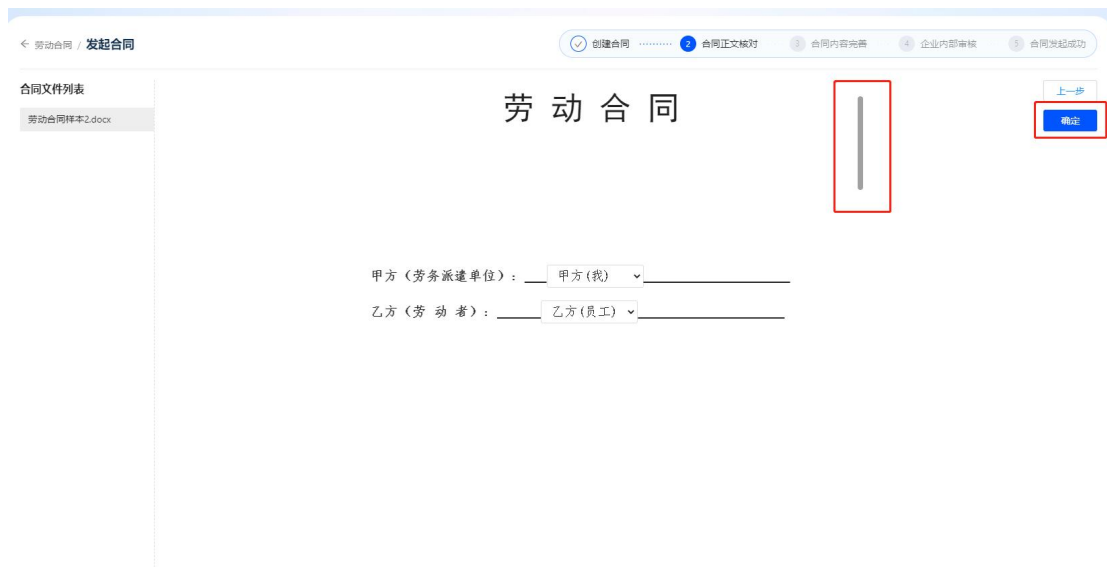 ← 劳动合同 / 发起合同
创建合同 2 合同正文核对 3 合同内容完善 4 企业内部审核 5 合同发起成功
合同文件列表
劳动合同样本2.docx
上一步
确定
劳 动 合 同
甲方（劳务派遣单位）：甲方(我)
乙方（劳 动 者）：乙方(员工)